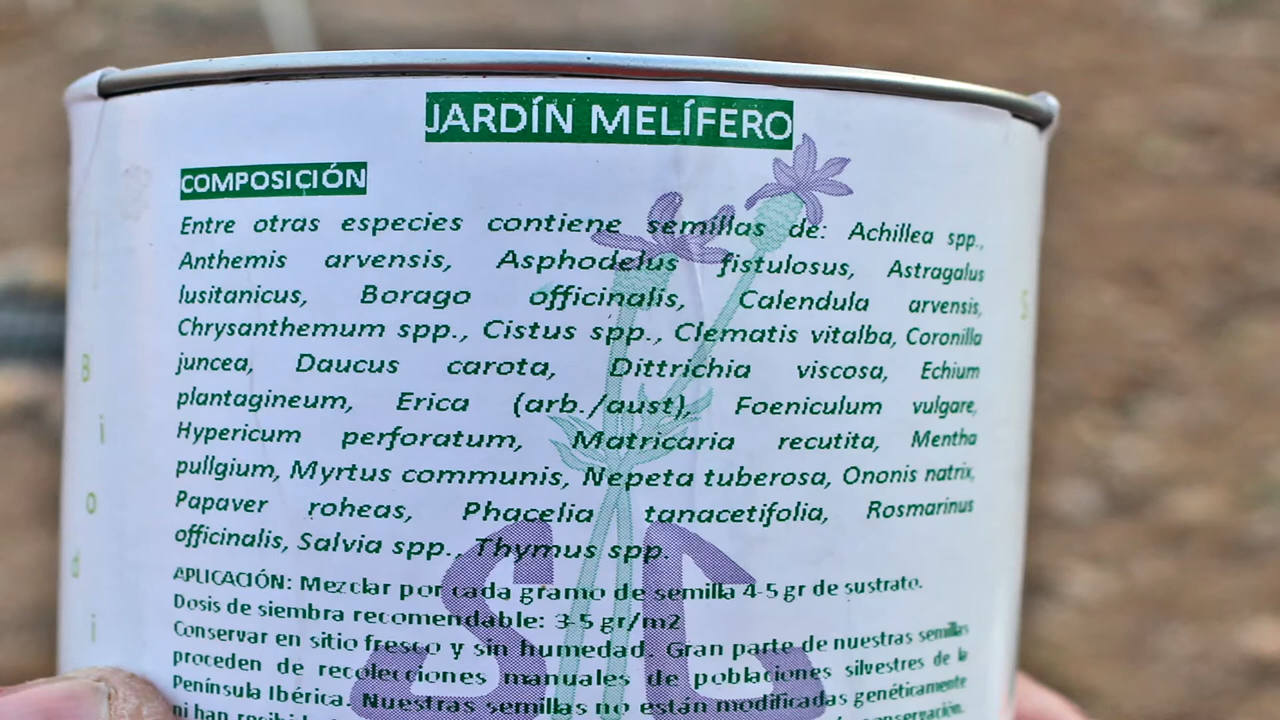 JARDÍN MELÍFERO
COMPOSICIÓN
Entre otras especies contiene semillas de: Achillea spp.,
Anthemis arvensis, Asphodelus fistulosus, Astragalus
lusitanicus, Borago officinalis, Calendula arvensis,
Chrysanthemum spp., Cistus spp., Clematis vitalba, Coronilla
juncea, Daucus carota, Dittrichia viscosa, Echium
plantagineum, Erica (arb./aust), Foeniculum vulgare,
Hypericum perforatum, Matricaria recutita, Mentha
pullgium, Myrtus communis, Nepeta tuberosa, Ononis natrix,
Papaver roheas, Phacelia tanacetifolia, Rosmarinus
officinalis, Salvia spp., Thymus spp.
APLICACIÓN: Mezclar por cada gramo de semilla 4-5 gr de sustrato.
Dosis de siembra recomendable: 3-5 gr/m2
Conservar en sitio fresco y sin humedad. Gran parte de nuestras semillas
proceden de recolecciones manuales de poblaciones silvestres de la
Península Ibérica. Nuestras semillas no están modificadas genéticamente
ni han conservación.
B
i
o
d
i
S